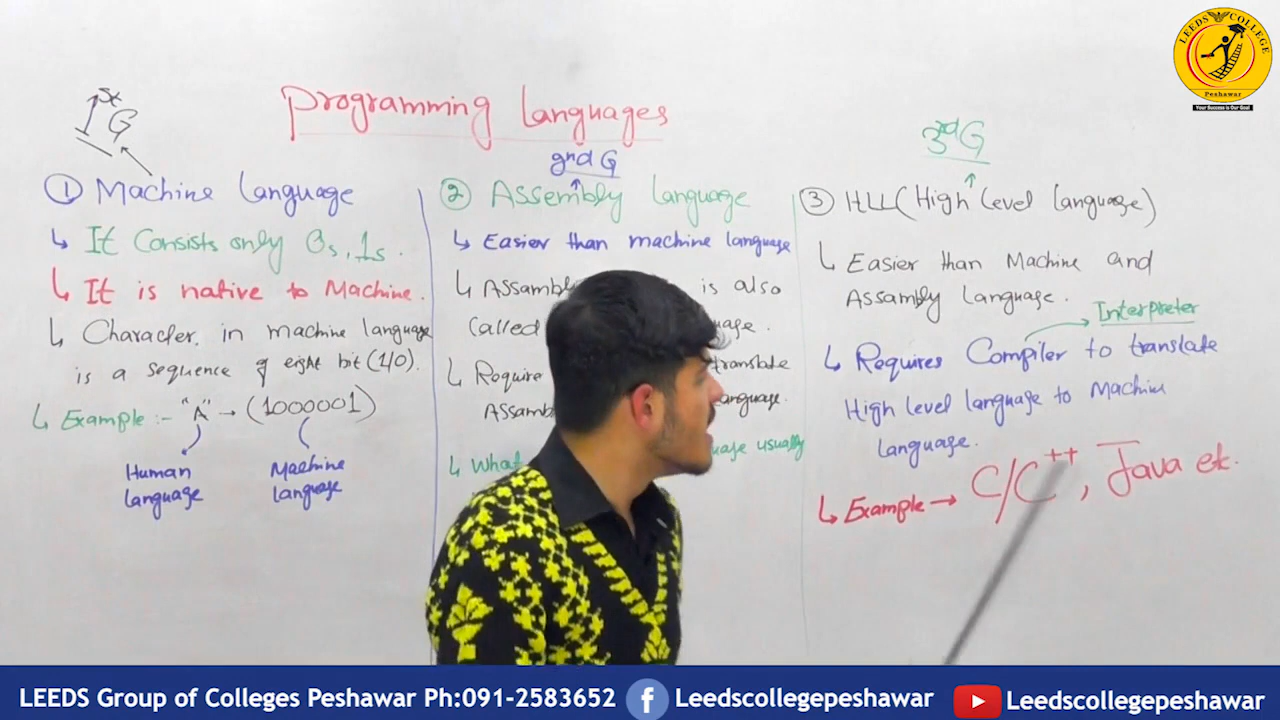 LEEDS COLLEGE
Peshawar
Your Success is Our Goal
Programming Languages
1st G
① Machine Language
↳ It Consists only 0s, 1s.
↳ It is native to Machine.
↳ Character in machine language
is a sequence of eight bit (1/0).
↳ Example :- "A" → (1000001)
Human
language
Machine
language
2nd G
② Assembly Language
↳ Easier than machine language
↳ Assambly is also
Called
↳ Require translate
Assam language.
↳ What usually
3rd G
③ HLL (High Level Language)
↳ Easier than Machine and
Assambly Language.
Interpreter
↳ Requires Compiler to translate
High level language to Machin
language.
↳ Example → C/C++, Java etc.
LEEDS Group of Colleges Peshawar Ph:091-2583652 Leedscollegepeshawar Leedscollegepeshawar